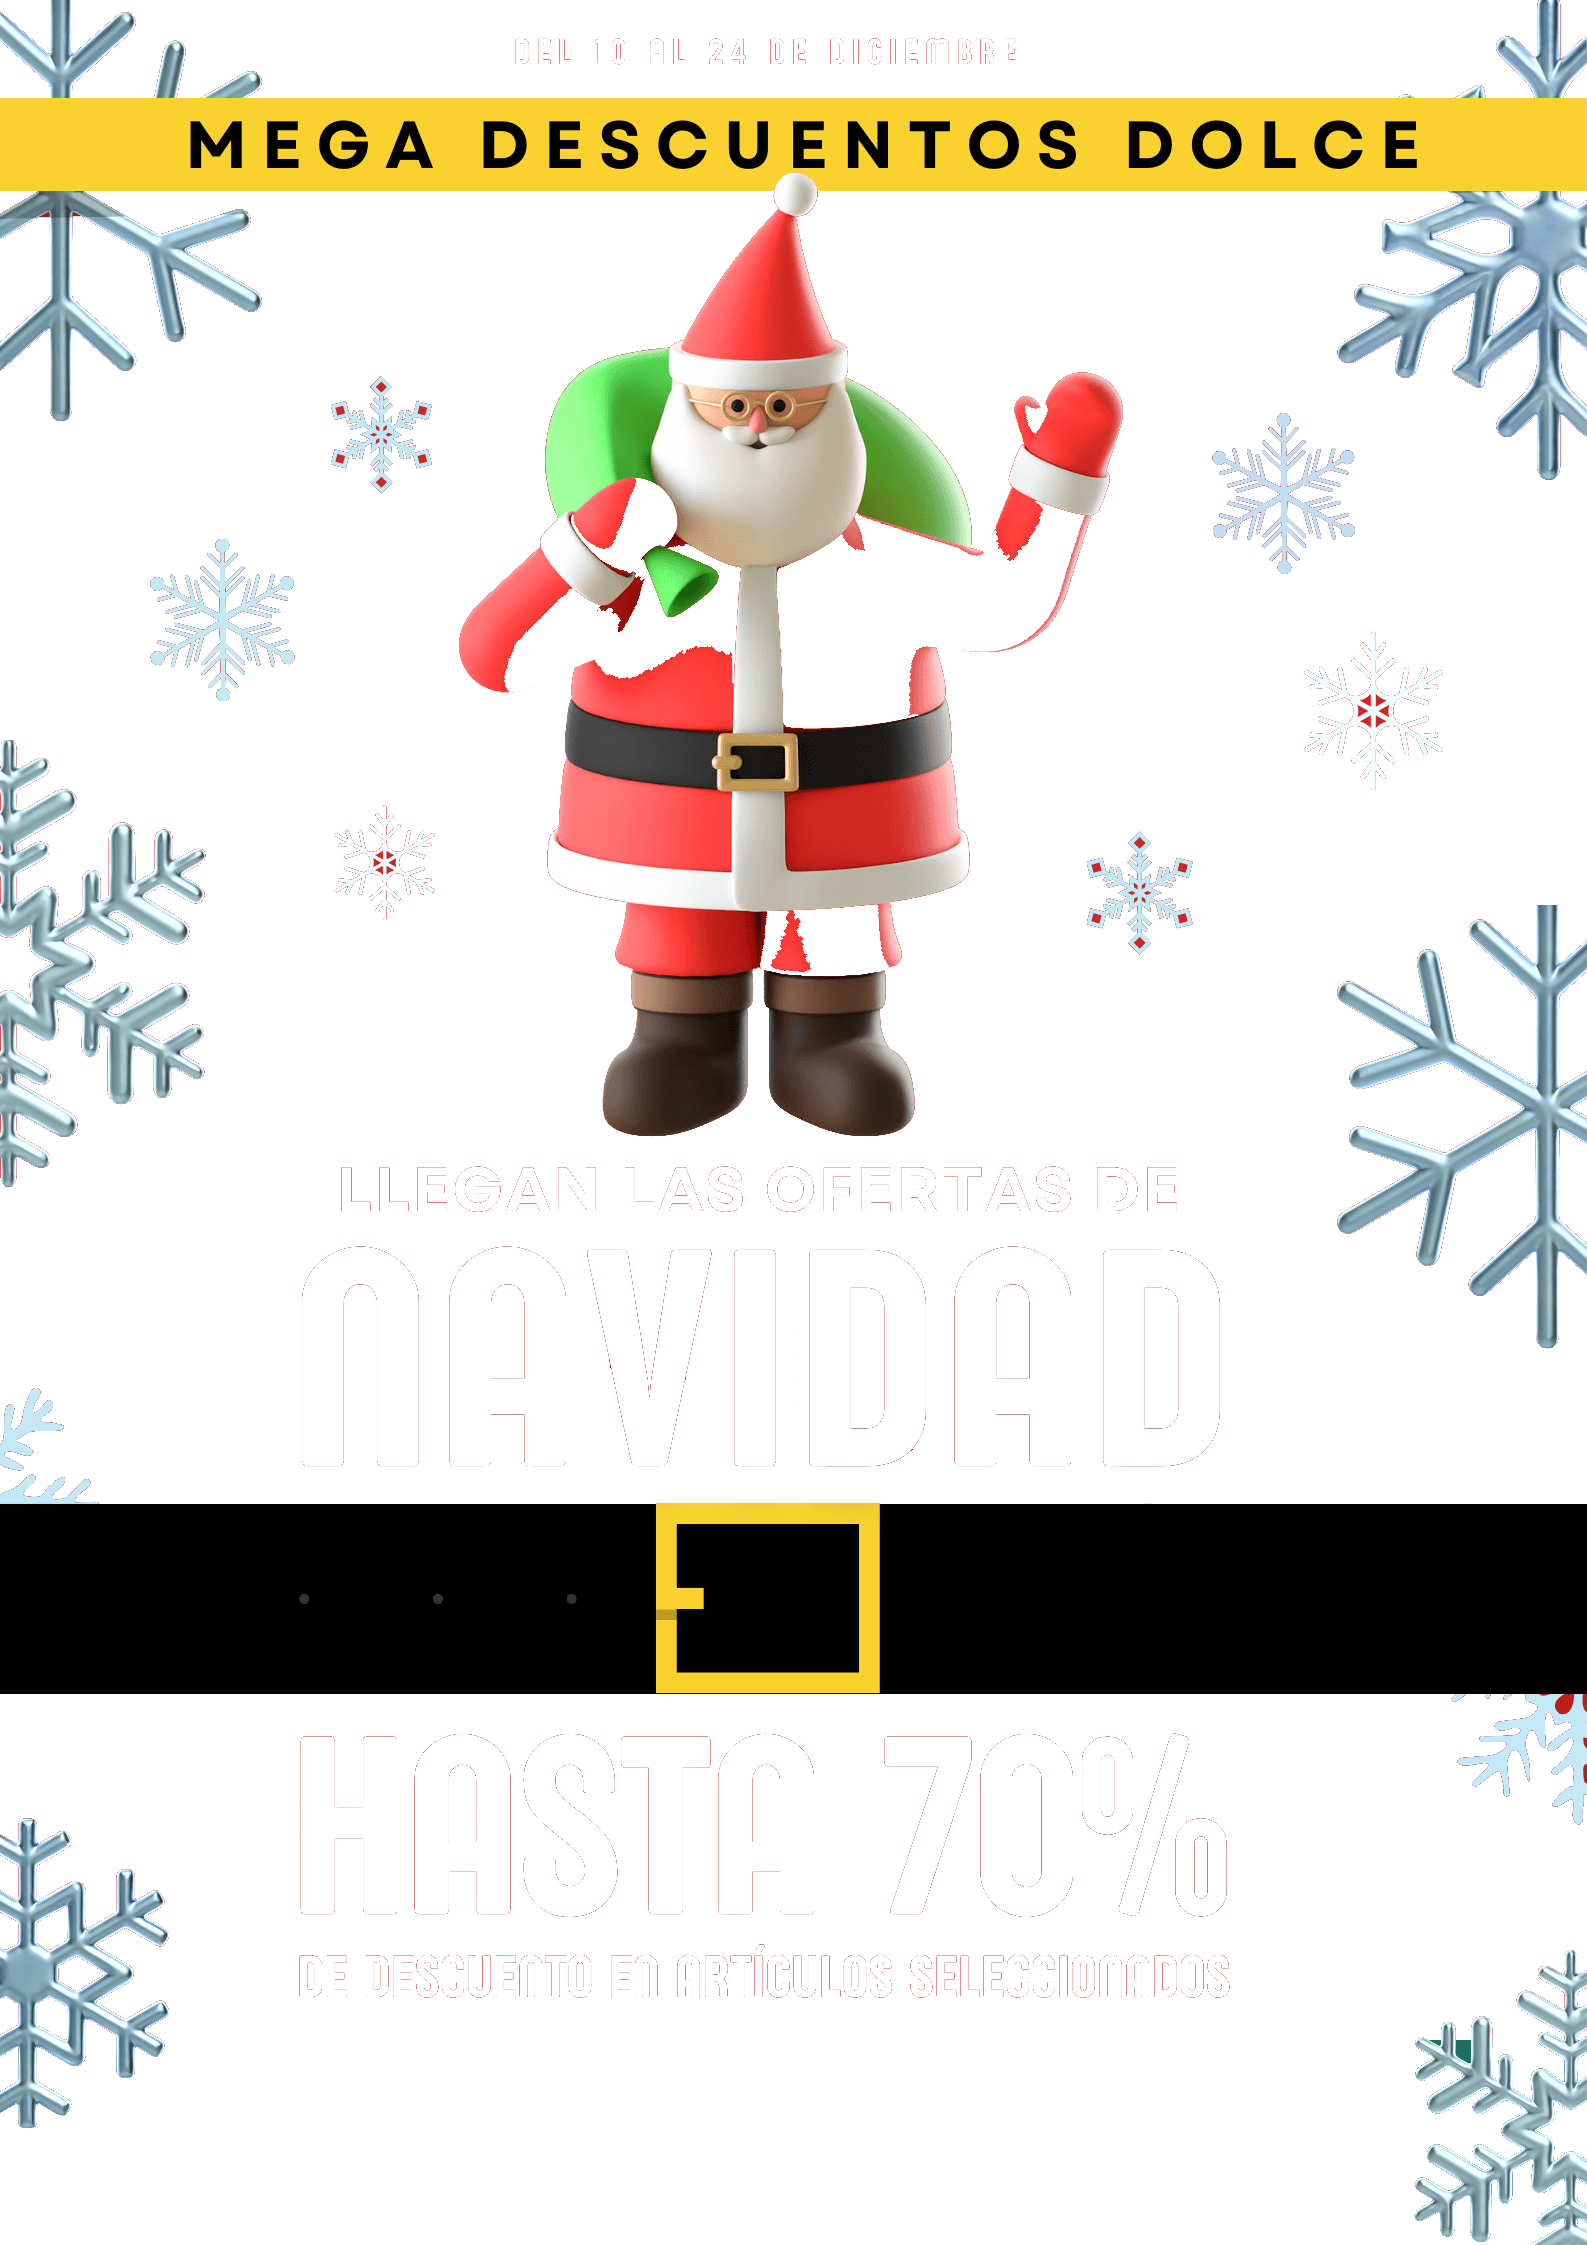 DEL 10 AL 24 DE DICIEMBRE
MEGA DESCUENTOS DOLCE
LLEGAN LAS OFERTAS DE
NAVIDAD
HASTA 70%
DE DESCUENTO EN ARTÍCULOS SELECCIONADOS